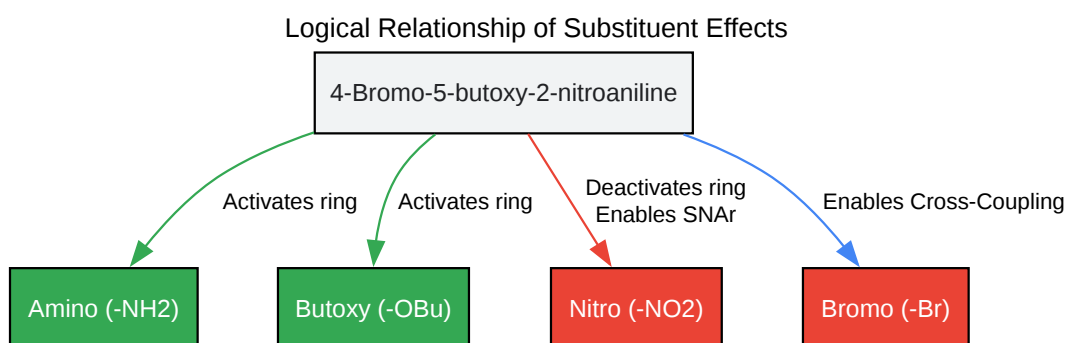 Logical Relationship of Substituent Effects
4-Bromo-5-butoxy-2-nitroaniline
Activates ring
Activates ring
Deactivates ring
Enables SNAr
Enables Cross-Coupling
Amino (-NH2)
Butoxy (-OBu)
Nitro (-NO2)
Bromo (-Br)